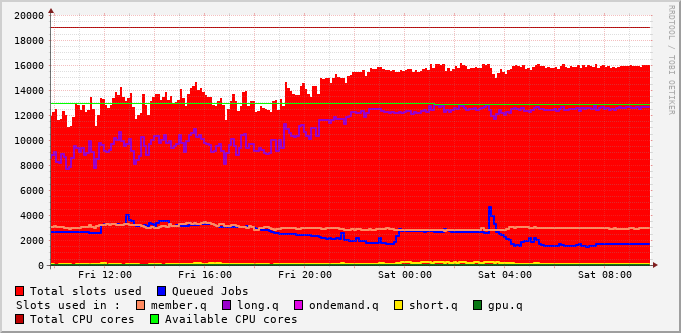 20000
18000
16000
14000
12000
10000
8000
6000
4000
2000
0
Fri 12:00 Fri 16:00 Fri 20:00 Sat 00:00 Sat 04:00 Sat 08:00
Total slots used Queued Jobs
Slots used in : member.q long.q ondemand.q short.q gpu.q
Total CPU cores Available CPU cores
RRDTOOL / TOBI OETIKER